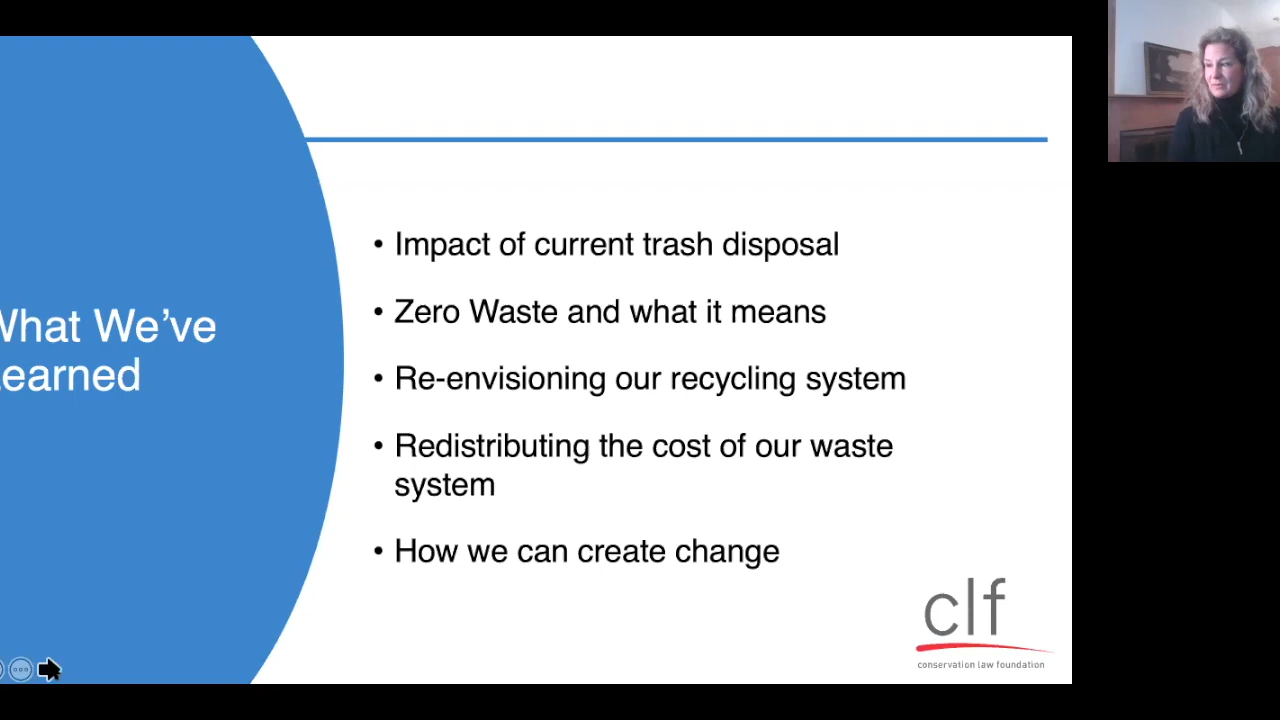 What We've
Learned
• Impact of current trash disposal
• Zero Waste and what it means
• Re-envisioning our recycling system
• Redistributing the cost of our waste
system
• How we can create change
clf
conservation law foundation